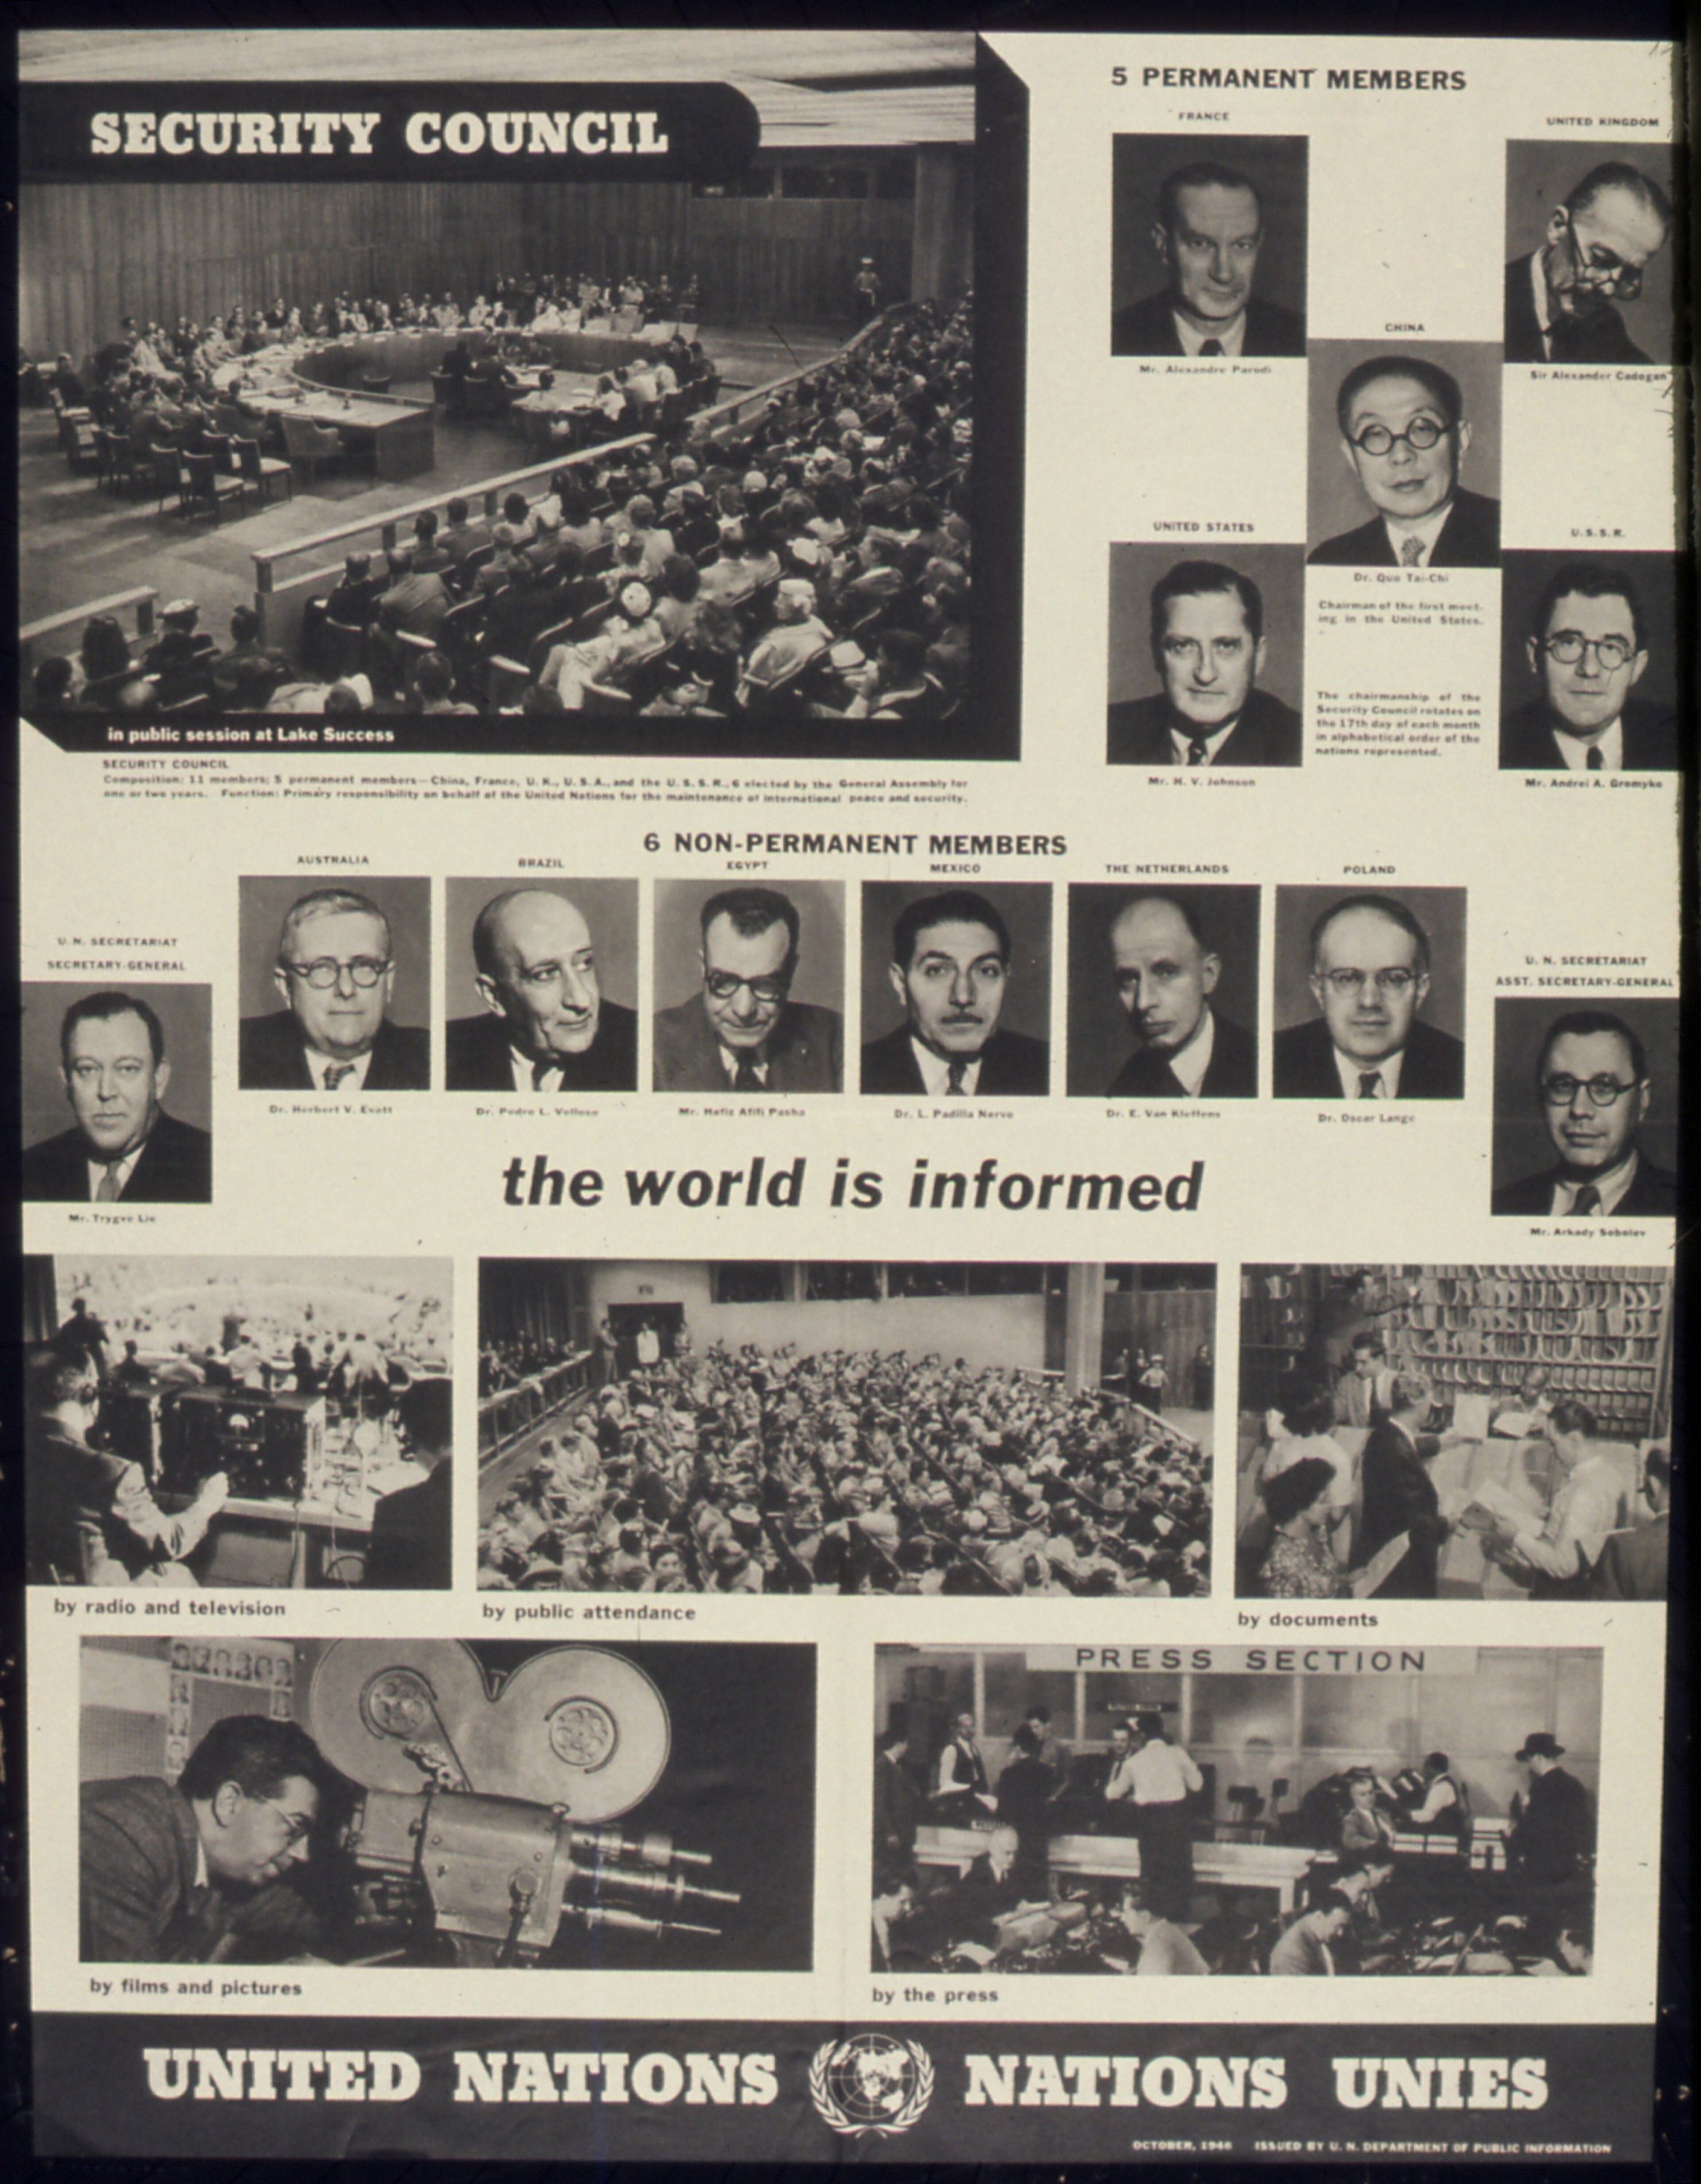 SECURITY COUNCIL
in public session at Lake Success
SECURITY COUNCIL
Composition: 11 members; 5 permanent members—China, France, U. K., U. S. A., and the U. S. S. R., 6 elected by the General Assembly for
one or two years. Function: Primary responsibility on behalf of the United Nations for the maintenance of international peace and security.
5 PERMANENT MEMBERS
FRANCE
Mr. Alexandre Parodi
UNITED KINGDOM
Sir Alexander Cadogan
CHINA
Dr. Quo Tai-Chi
Chairman of the first meet-
ing in the United States.
The chairmanship of the
Security Council rotates on
the 17th day of each month
in alphabetical order of the
nations represented.
UNITED STATES
Mr. H. V. Johnson
U. S. S. R.
Mr. Andrei A. Gromyko
6 NON-PERMANENT MEMBERS
AUSTRALIA
Dr. Herbert V. Evatt
BRAZIL
Dr. Pedro L. Velloso
EGYPT
Mr. Hafiz Afifi Pasha
MEXICO
Dr. L. Padilla Nervo
THE NETHERLANDS
Dr. E. Van Kleffens
POLAND
Dr. Oscar Lange
U. N. SECRETARIAT
SECRETARY-GENERAL
Mr. Trygve Lie
U. N. SECRETARIAT
ASST. SECRETARY-GENERAL
Mr. Arkady Sobolev
the world is informed
by radio and television
by public attendance
by documents
PRESS SECTION
by films and pictures
by the press
UNITED NATIONS NATIONS UNIES
OCTOBER, 1946 ISSUED BY U. N. DEPARTMENT OF PUBLIC INFORMATION